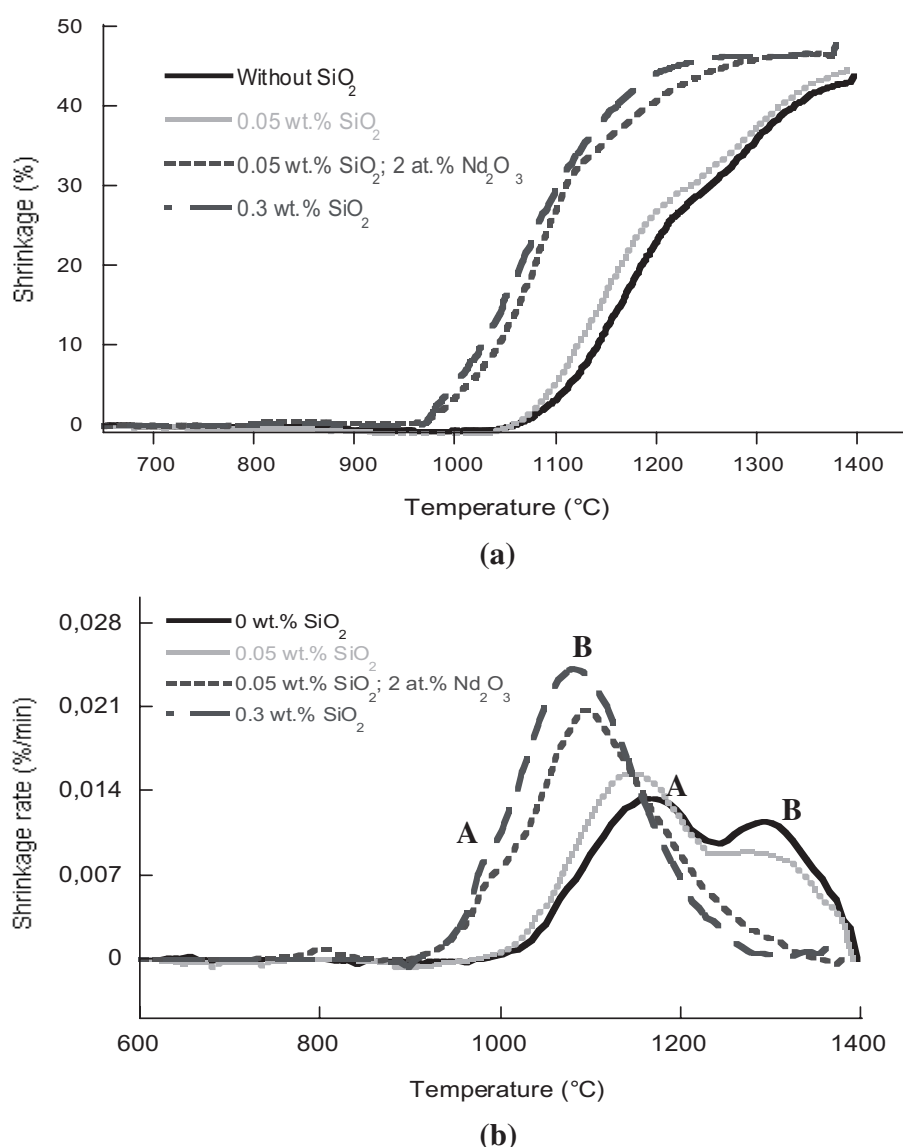 50
40
30
20
10
0
Shrinkage (%)
Without SiO2
0.05 wt.% SiO2
0.05 wt.% SiO2; 2 at.% Nd2O3
0.3 wt.% SiO2
700 800 900 1000 1100 1200 1300 1400
Temperature (°C)
(a)
0,028
0,021
0,014
0,007
0
Shrinkage rate (%/min)
0 wt.% SiO2
0.05 wt.% SiO2
0.05 wt.% SiO2; 2 at.% Nd2O3
0.3 wt.% SiO2
B
A
A
B
600 800 1000 1200 1400
Temperature (°C)
(b)